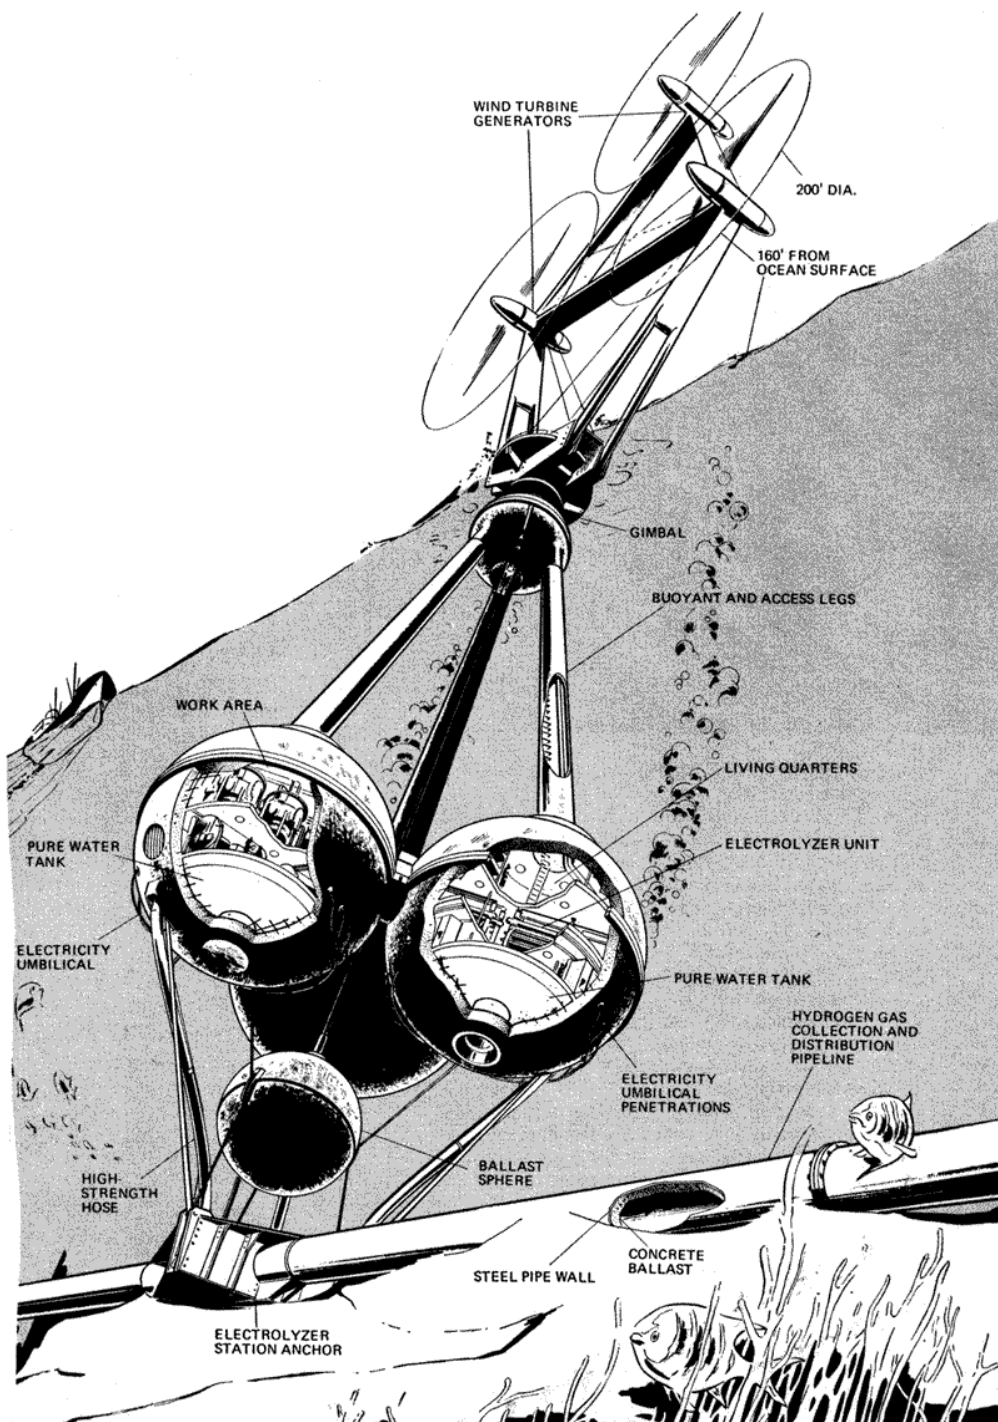 WIND TURBINE
GENERATORS
200' DIA.
160' FROM
OCEAN SURFACE
GIMBAL
BUOYANT AND ACCESS LEGS
WORK AREA
LIVING QUARTERS
PURE WATER
TANK
ELECTROLYZER UNIT
ELECTRICITY
UMBILICAL
PURE WATER TANK
HYDROGEN GAS
COLLECTION AND
DISTRIBUTION
PIPELINE
ELECTRICITY
UMBILICAL
PENETRATIONS
HIGH-
STRENGTH
HOSE
BALLAST
SPHERE
STEEL PIPE WALL
CONCRETE
BALLAST
ELECTROLYZER
STATION ANCHOR